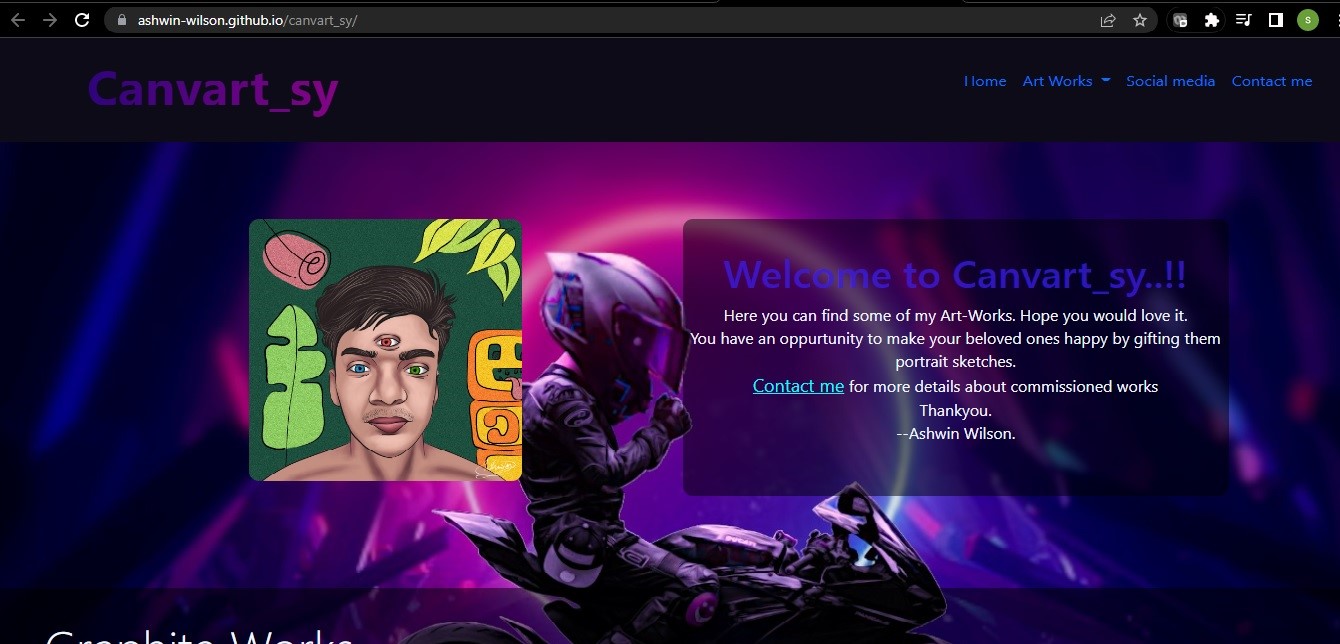 ashwin-wilson.github.io/canvart_sy/
S
Canvart_sy
Home Art Works Social media Contact me
Welcome to Canvart_sy..!!
Here you can find some of my Art-Works. Hope you would love it.
You have an oppurtunity to make your beloved ones happy by gifting them
portrait sketches.
Contact me for more details about commissioned works
Thankyou.
--Ashwin Wilson.
DUCATI
Graphite Works